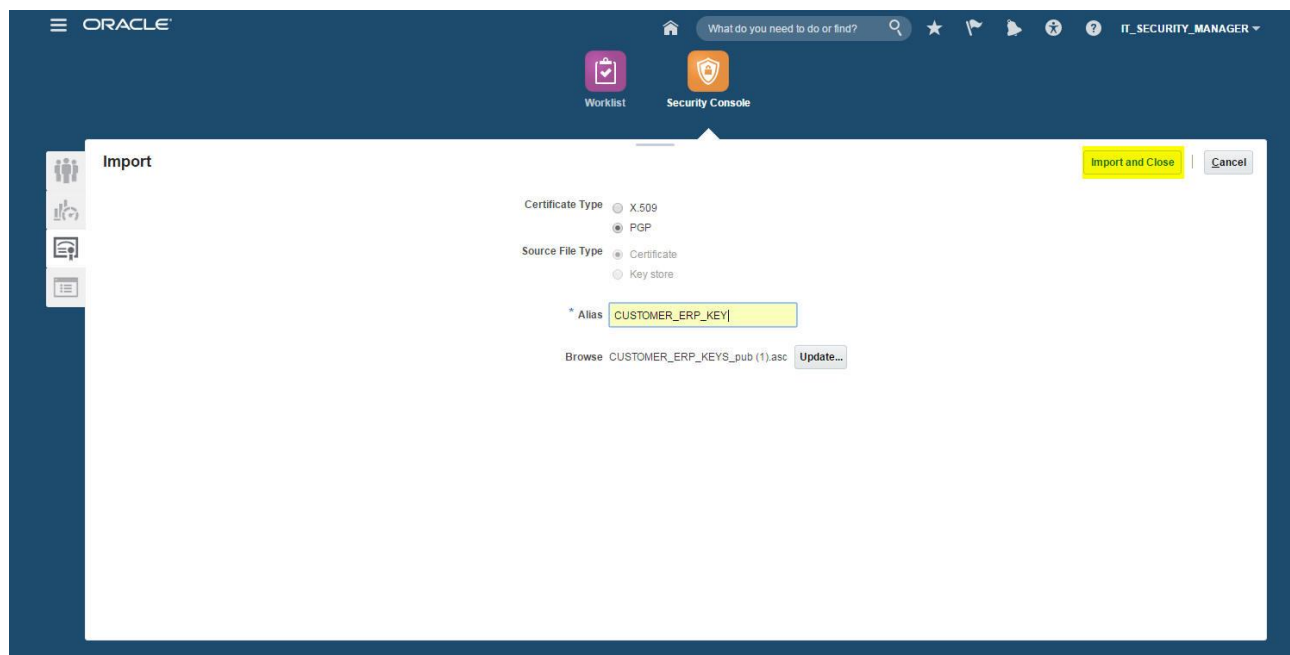 ORACLE
What do you need to do or find?
IT_SECURITY_MANAGER
Worklist
Security Console
Import
Import and Close
Cancel
Certificate Type
X.509
PGP
Source File Type
Certificate
Key store
* Alias
CUSTOMER_ERP_KEY
Browse
CUSTOMER_ERP_KEYS_pub (1).asc
Update...